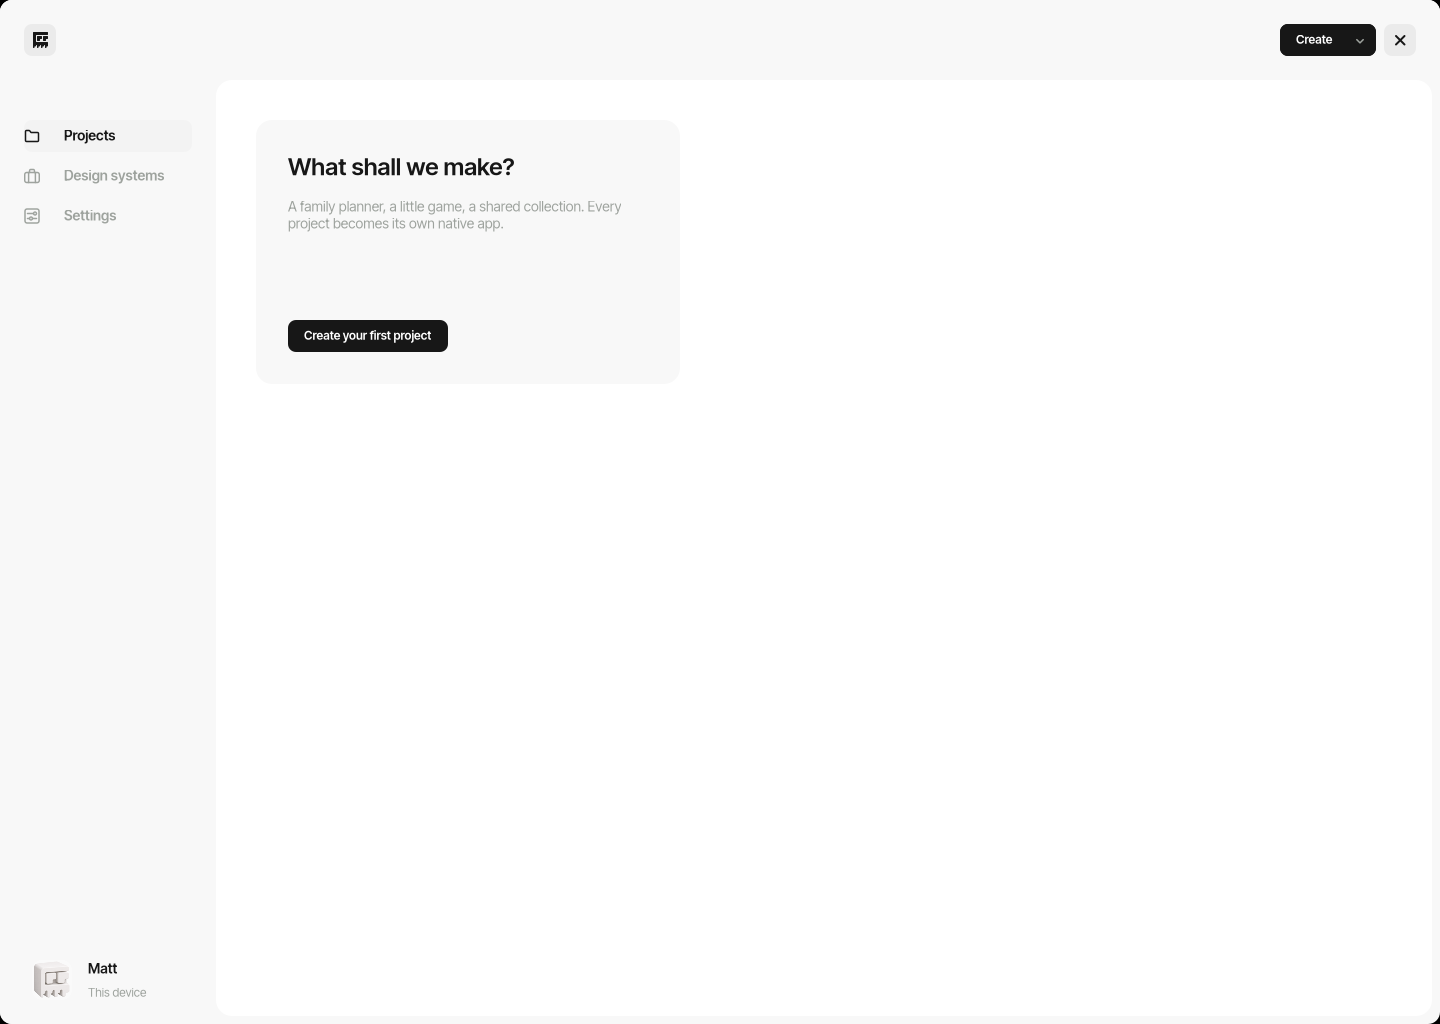 Create
Projects
Design systems
Settings
What shall we make?
A family planner, a little game, a shared collection. Every
project becomes its own native app.
Create your first project
Matt
This device